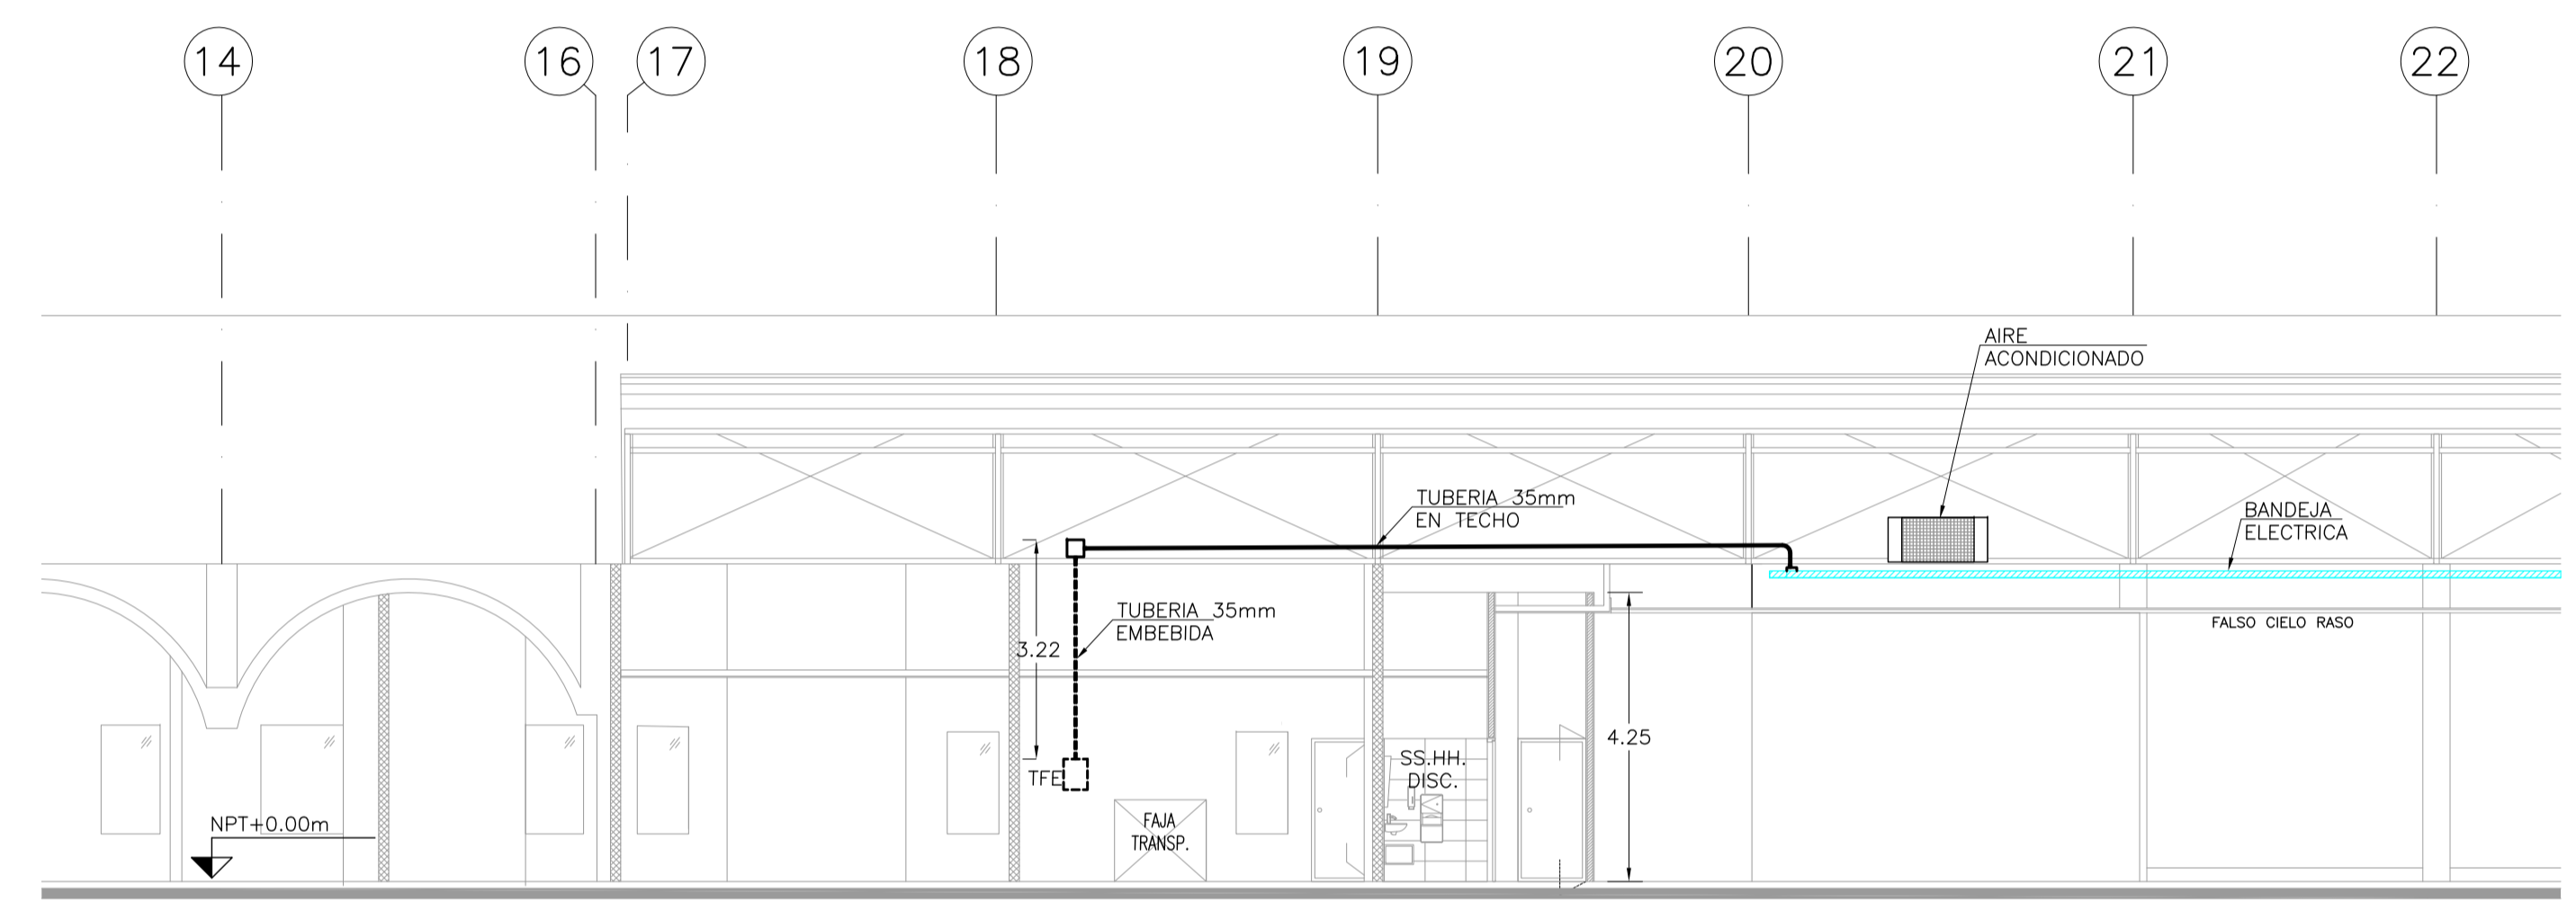 14
16
17
18
19
20
21
22
AIRE
ACONDICIONADO
TUBERIA 35mm
EN TECHO
BANDEJA
ELECTRICA
TUBERIA 35mm
EMBEBIDA
FALSO CIELO RASO
3.22
4.25
SS.HH.
DISC.
TFE
NPT+0.00m
FAJA
TRANSP.